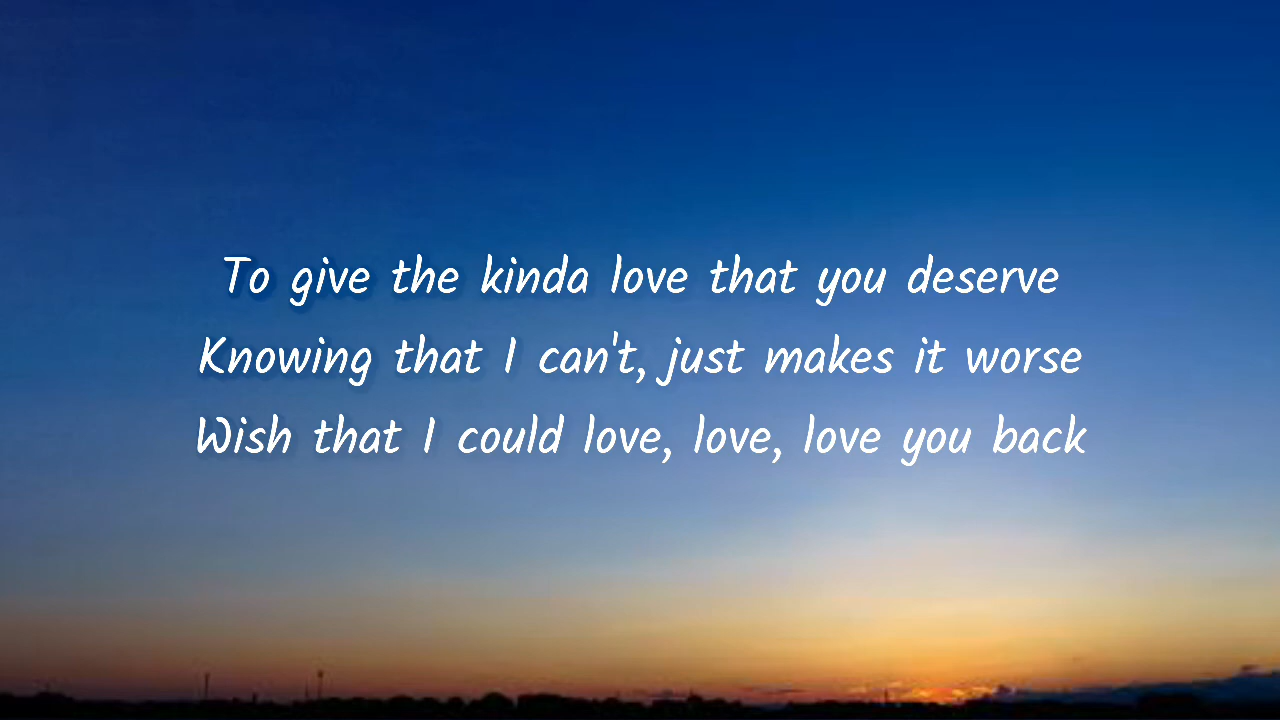 To give the kinda love that you deserve
Knowing that I can't, just makes it worse
Wish that I could love, love, love you back